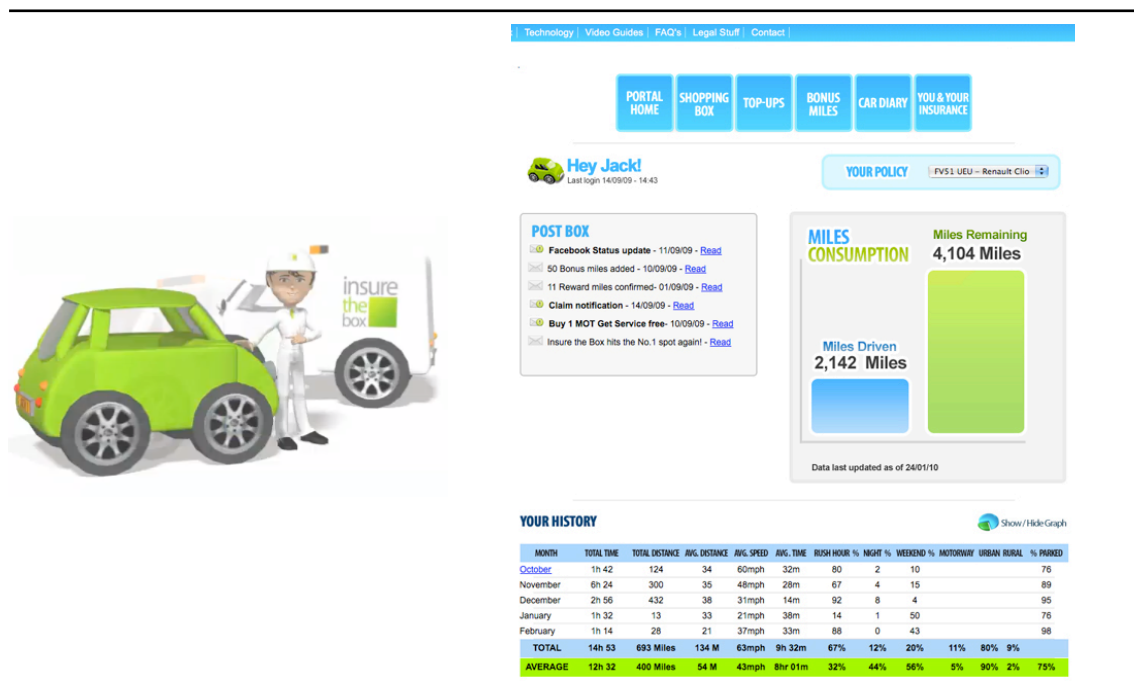 Technology | Video Guides | FAQ's | Legal Stuff | Contact |
PORTAL HOME
SHOPPING BOX
TOP-UPS
BONUS MILES
CAR DIARY
YOU & YOUR INSURANCE
Hey Jack!
Last login 14/09/09 - 14:43
YOUR POLICY
FV51 UEU – Renault Clio
insure
the
box
POST BOX
Facebook Status update - 11/09/09 - Read
50 Bonus miles added - 10/09/09 - Read
11 Reward miles confirmed- 01/09/09 - Read
Claim notification - 14/09/09 - Read
Buy 1 MOT Get Service free- 10/09/09 - Read
Insure the Box hits the No.1 spot again! - Read
MILES
CONSUMPTION
Miles Remaining
4,104 Miles
Miles Driven
2,142 Miles
Data last updated as of 24/01/10
YOUR HISTORY
Show / Hide Graph
MONTH TOTAL TIME TOTAL DISTANCE AVG. DISTANCE AVG. SPEED AVG. TIME RUSH HOUR % NIGHT % WEEKEND % MOTORWAY URBAN RURAL % PARKED
October 1h 42 124 34 60mph 32m 80 2 10 76
November 6h 24 300 35 48mph 28m 67 4 15 89
December 2h 56 432 38 31mph 14m 92 8 4 95
January 1h 32 13 33 21mph 38m 14 1 50 76
February 1h 14 28 21 37mph 33m 88 0 43 98
TOTAL 14h 53 693 Miles 134 M 63mph 9h 32m 67% 12% 20% 11% 80% 9%
AVERAGE 12h 32 400 Miles 54 M 43mph 8hr 01m 32% 44% 56% 5% 90% 2% 75%